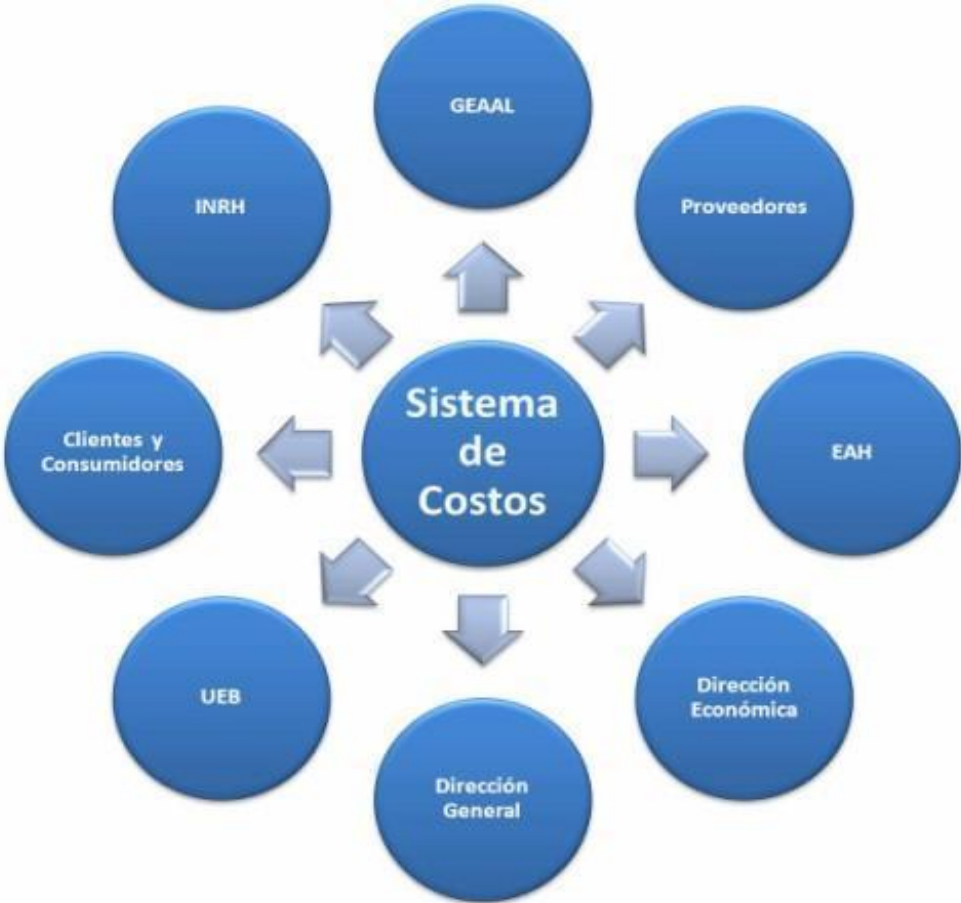 GEAAL
INRH
Proveedores
Sistema
de
Costos
Clientes y
Consumidores
EAH
UEB
Dirección
Económica
Dirección
General